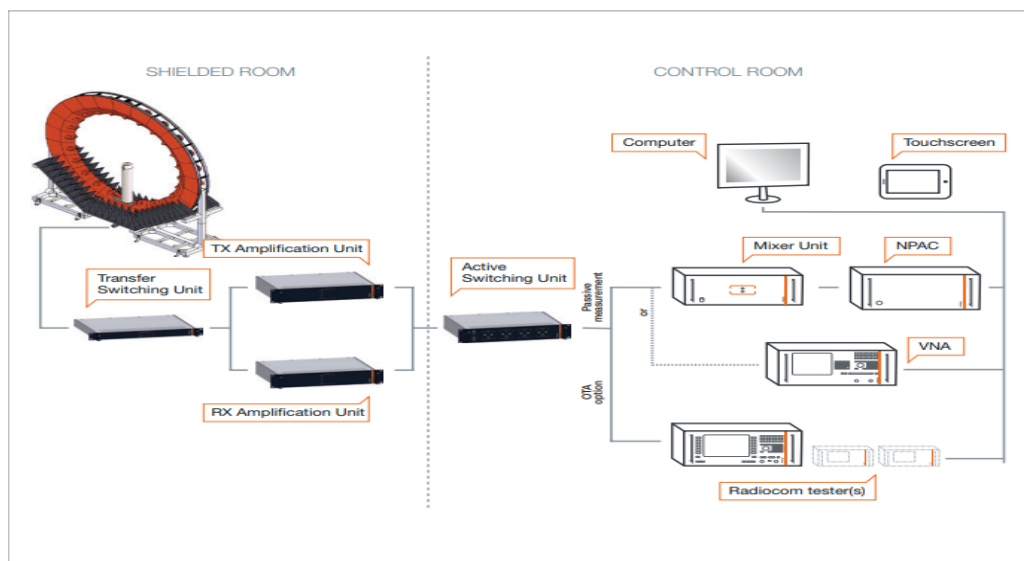 SHIELDED ROOM
CONTROL ROOM
Computer
Touchscreen
TX Amplification Unit
Mixer Unit
NPAC
Transfer
Switching Unit
Active
Switching Unit
Passive
measurement
or
VNA
OTA
option
RX Amplification Unit
Radiocom tester(s)